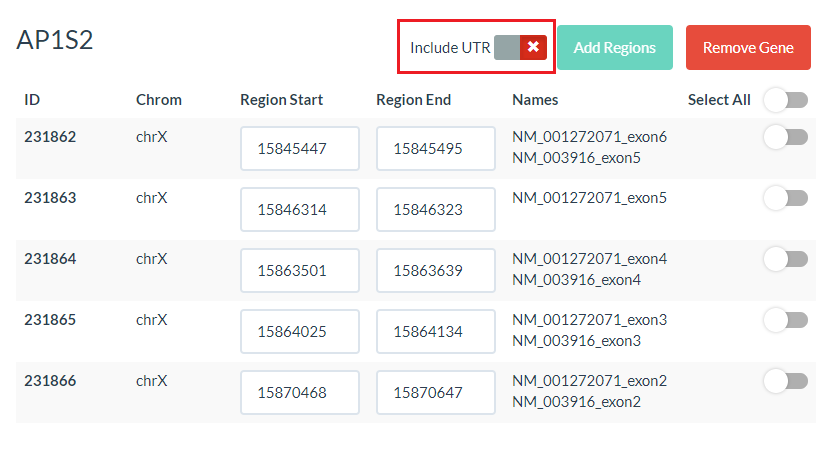 AP1S2
Include UTR
Add Regions
Remove Gene
ID Chrom Region Start Region End Names Select All
231862 chrX 15845447 15845495 NM_001272071_exon6
NM_003916_exon5
231863 chrX 15846314 15846323 NM_001272071_exon5
231864 chrX 15863501 15863639 NM_001272071_exon4
NM_003916_exon4
231865 chrX 15864025 15864134 NM_001272071_exon3
NM_003916_exon3
231866 chrX 15870468 15870647 NM_001272071_exon2
NM_003916_exon2